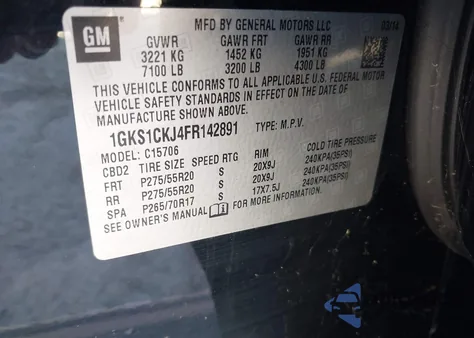 GM
MFD BY GENERAL MOTORS LLC 03/14
GVWR GAWR FRT GAWR RR
3221 KG 1452 KG 1951 KG
7100 LB 3200 LB 4300 LB
THIS VEHICLE CONFORMS TO ALL APPLICABLE U.S. FEDERAL MOTOR
VEHICLE SAFETY STANDARDS IN EFFECT ON THE DATE OF
MANUFACTURE SHOWN ABOVE.
1GKS1CKJ4FR142891 TYPE: M.P.V.
MODEL: C15706
CBD2 TIRE SIZE SPEED RTG RIM COLD TIRE PRESSURE
FRT P275/55R20 S 20X9J 240KPA(35PSI)
RR P275/55R20 S 20X9J 240KPA(35PSI)
SPA P265/70R17 S 17X7.5J 240KPA(35PSI)
SEE OWNER'S MANUAL FOR MORE INFORMATION